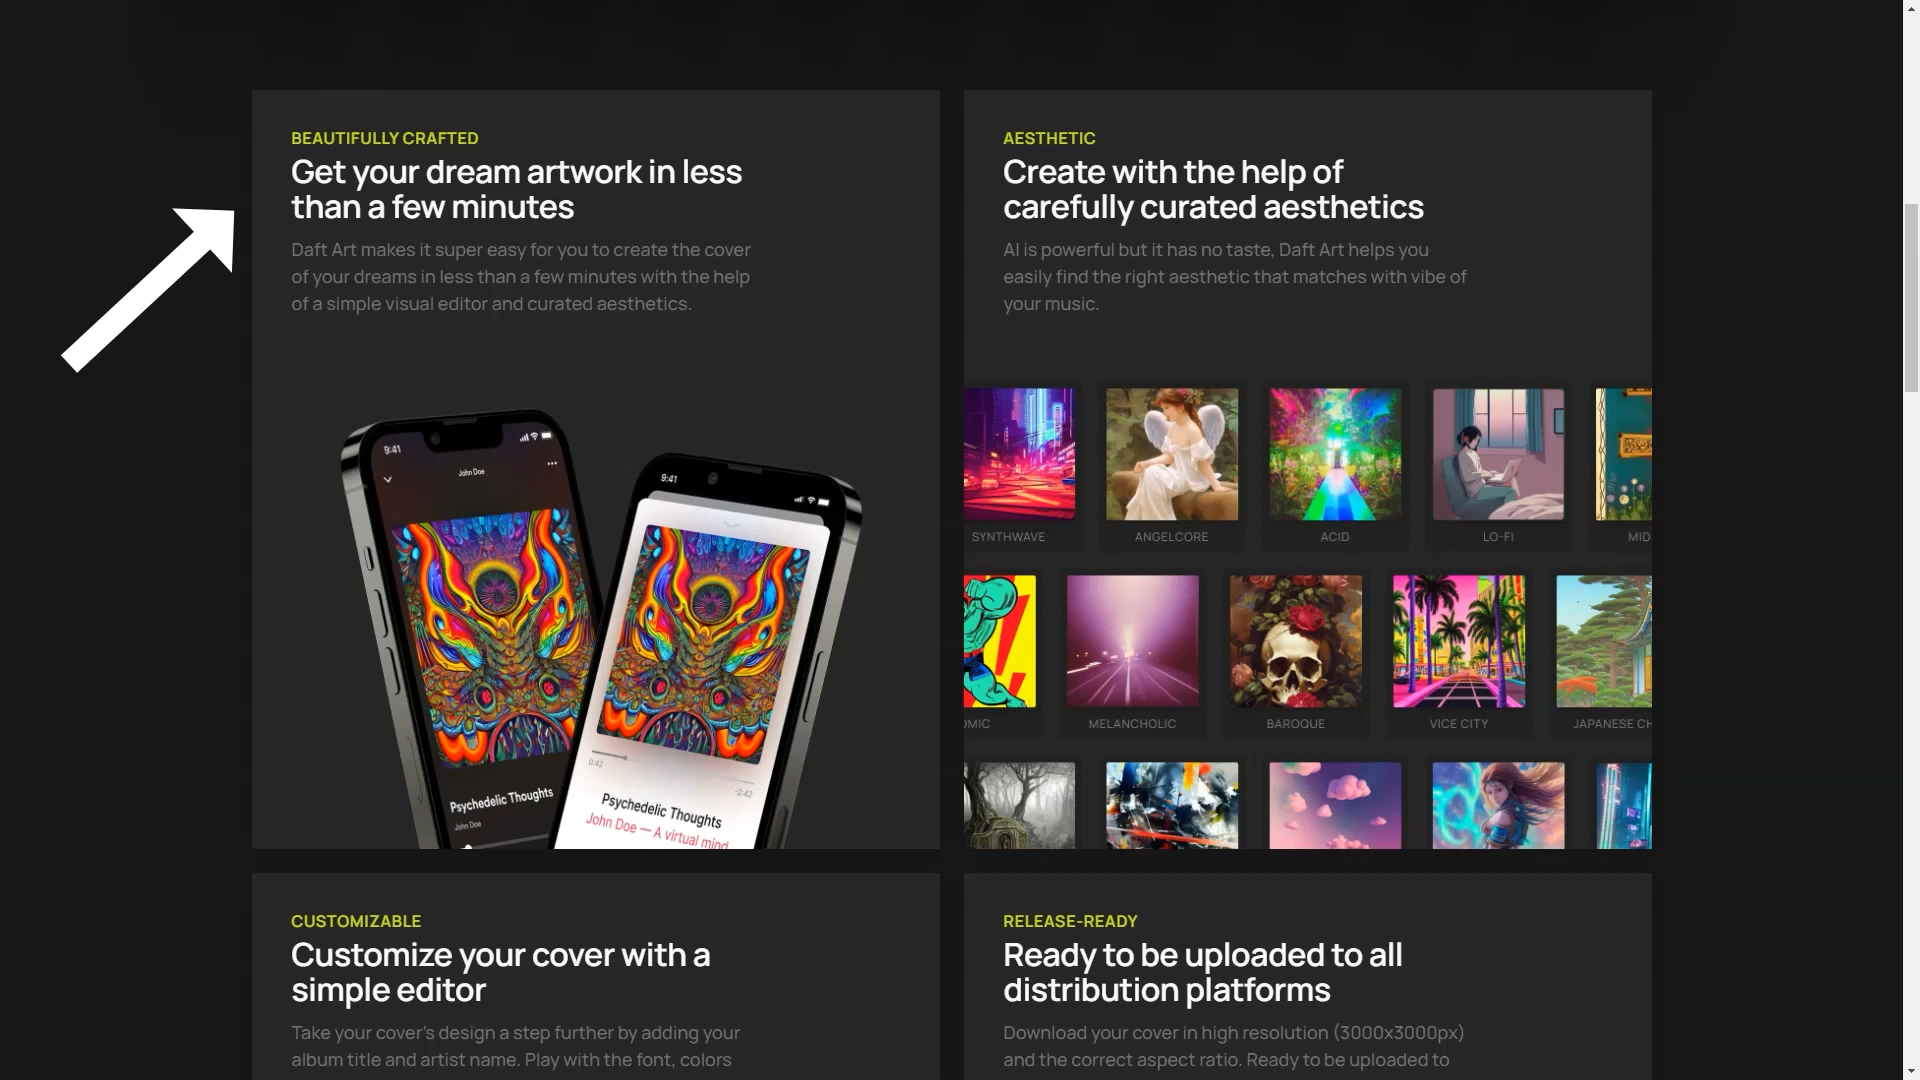 BEAUTIFULLY CRAFTED
Get your dream artwork in less
than a few minutes
Daft Art makes it super easy for you to create the cover
of your dreams in less than a few minutes with the help
of a simple visual editor and curated aesthetics.
9:41
John Doe
Psychedelic Thoughts
John Doe
9:41
0:42
-2:42
Psychedelic Thoughts
John Doe — A virtual mind
AESTHETIC
Create with the help of
carefully curated aesthetics
AI is powerful but it has no taste, Daft Art helps you
easily find the right aesthetic that matches with vibe of
your music.
SYNTHWAVE
ANGELCORE
ACID
LO-FI
MID
OMIC
MELANCHOLIC
BAROQUE
VICE CITY
JAPANESE CH
CUSTOMIZABLE
Customize your cover with a
simple editor
Take your cover's design a step further by adding your
album title and artist name. Play with the font, colors
RELEASE-READY
Ready to be uploaded to all
distribution platforms
Download your cover in high resolution (3000x3000px)
and the correct aspect ratio. Ready to be uploaded to